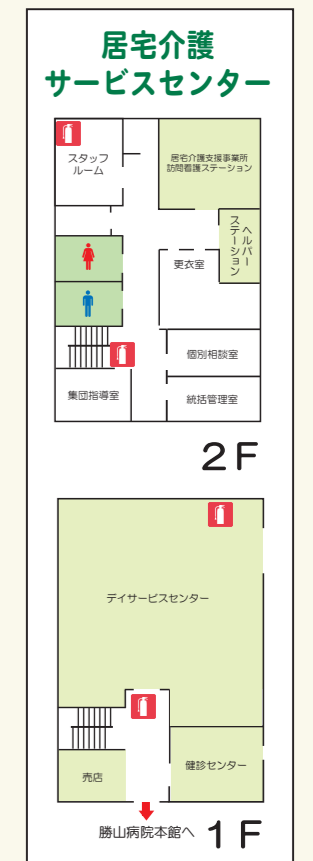 居宅介護
サービスセンター
スタッフ
ルーム
居宅介護支援事業所
訪問看護ステーション
ヘルパー
ステーション
更衣室
個別相談室
集団指導室
統括管理室
2F
デイサービスセンター
売店
健診センター
勝山病院本館へ
1F